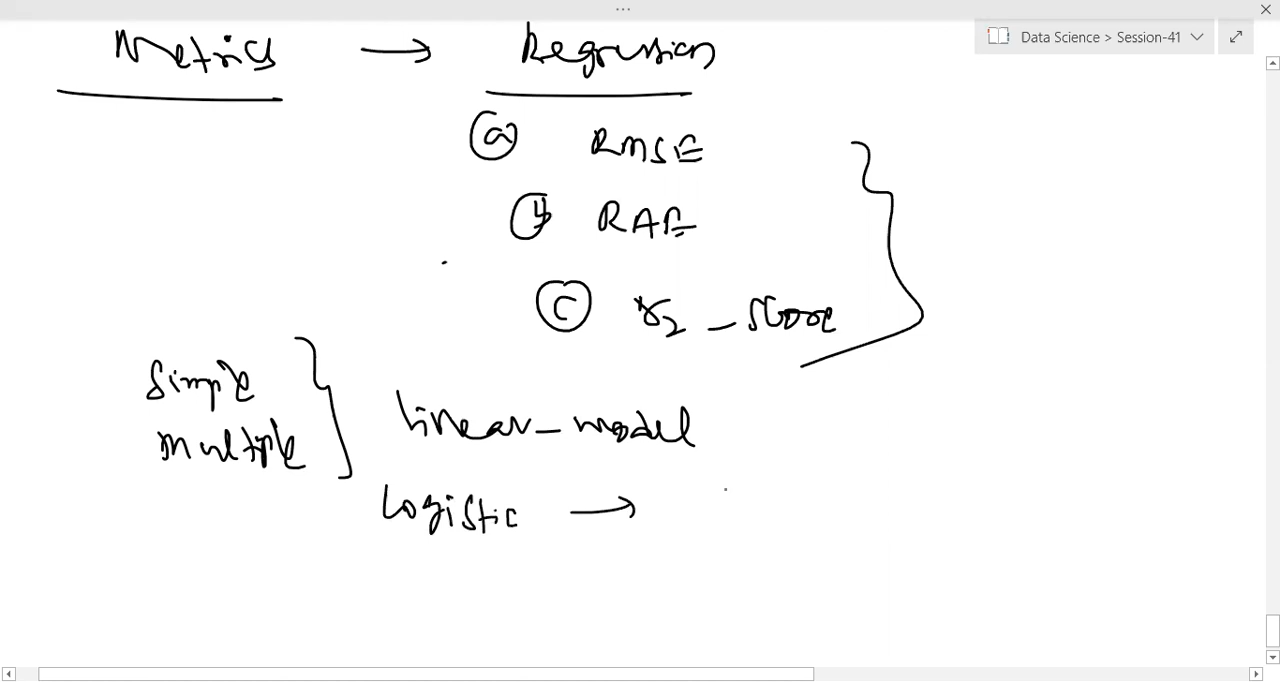 Data Science > Session-41
Metrics → Regression
a RMSE
RAE
c r2_score
Simple
multiple
linear_model
Logistic →